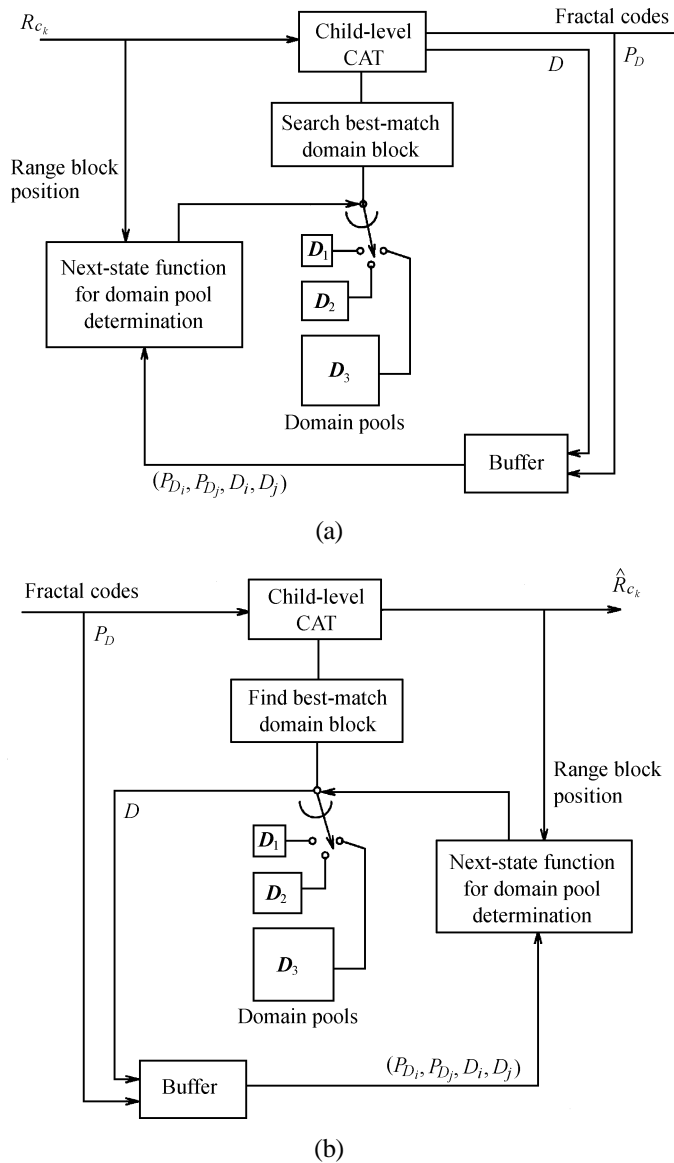 R_{c_k}
Child-level
CAT
Fractal codes
D
P_D
Search best-match
domain block
Range block
position
Next-state function
for domain pool
determination
D_1
D_2
D_3
Domain pools
Buffer
(P_{D_i}, P_{D_j}, D_i, D_j)
(a)
Fractal codes
P_D
Child-level
CAT
\hat{R}_{c_k}
Find best-match
domain block
Range block
position
D
D_1
D_2
D_3
Domain pools
Next-state function
for domain pool
determination
Buffer
(P_{D_i}, P_{D_j}, D_i, D_j)
(b)